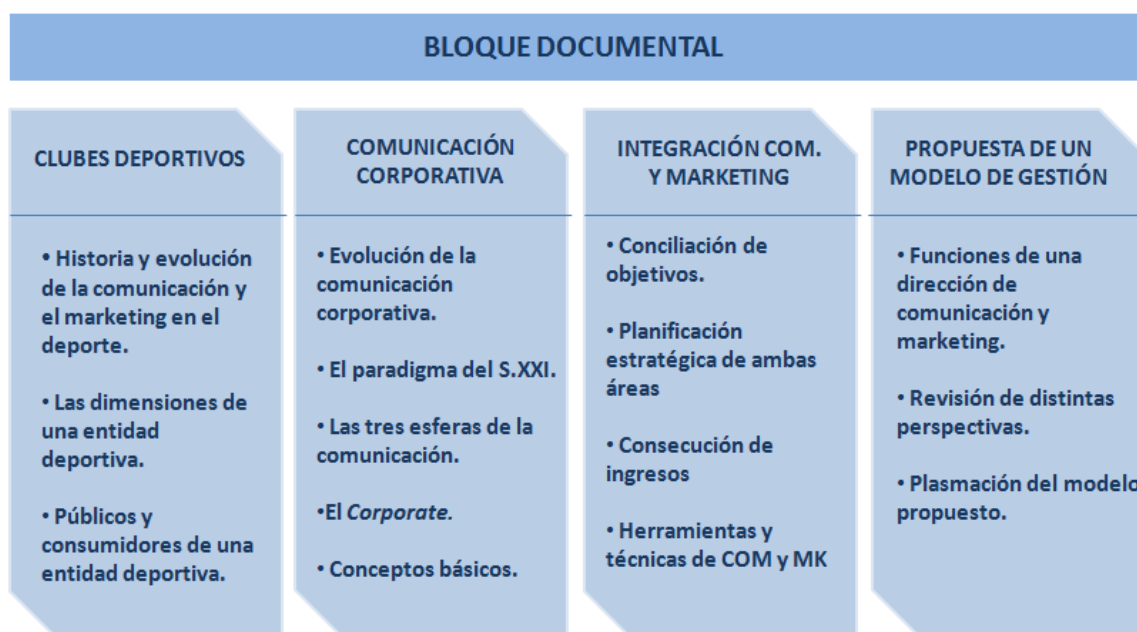 BLOQUE DOCUMENTAL
CLUBES DEPORTIVOS
• Historia y evolución
de la comunicación y
el marketing en el
deporte.
• Las dimensiones de
una entidad
deportiva.
• Públicos y
consumidores de una
entidad deportiva.
COMUNICACIÓN
CORPORATIVA
• Evolución de la
comunicación
corporativa.
• El paradigma del S.XXI.
• Las tres esferas de la
comunicación.
•El Corporate.
• Conceptos básicos.
INTEGRACIÓN COM.
Y MARKETING
• Conciliación de
objetivos.
• Planificación
estratégica de ambas
áreas
• Consecución de
ingresos
• Herramientas y
técnicas de COM y MK
PROPUESTA DE UN
MODELO DE GESTIÓN
• Funciones de una
dirección de
comunicación y
marketing.
• Revisión de distintas
perspectivas.
• Plasmación del modelo
propuesto.